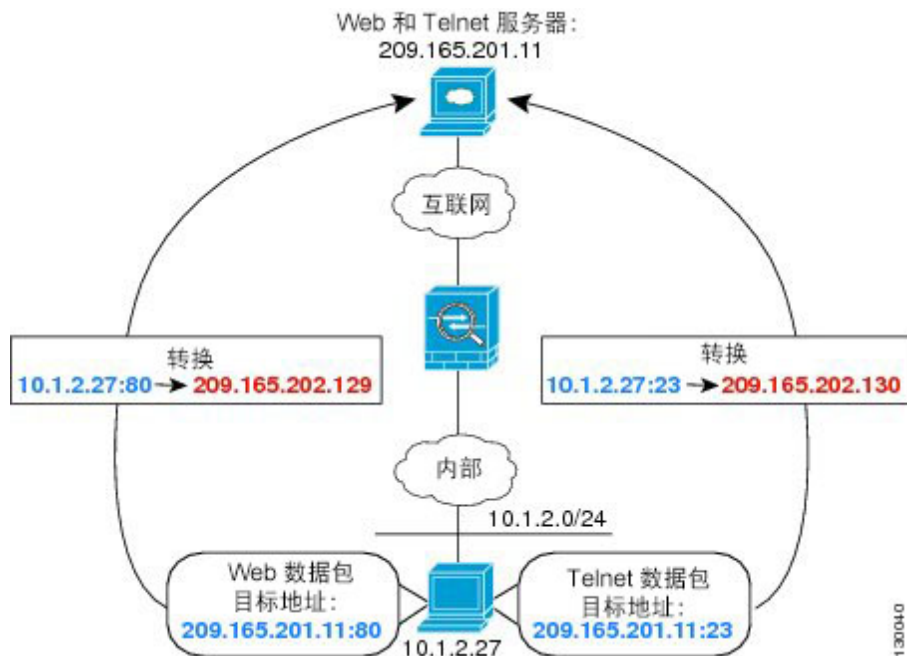 Web 和 Telnet 服务器:
209.165.201.11
互联网
转换
10.1.2.27:80 → 209.165.202.129
转换
10.1.2.27:23 → 209.165.202.130
内部
10.1.2.0/24
Web 数据包
目标地址:
209.165.201.11:80
Telnet 数据包
目标地址:
209.165.201.11:23
10.1.2.27
130040